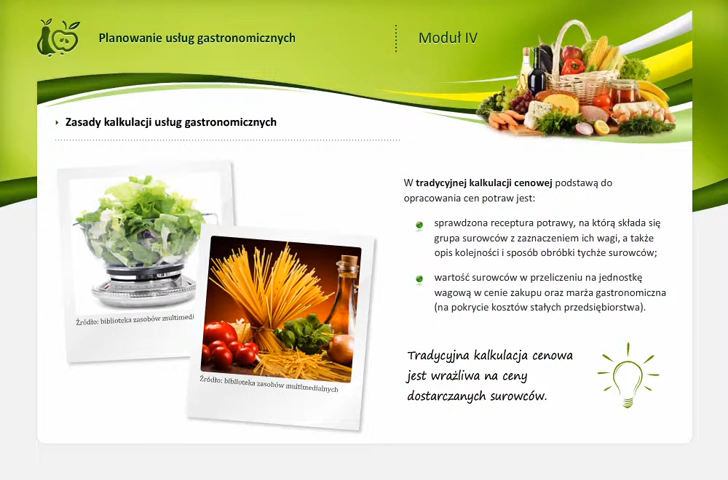 Planowanie usług gastronomicznych
Moduł IV
Zasady kalkulacji usług gastronomicznych
W tradycyjnej kalkulacji cenowej podstawą do
opracowania cen potraw jest:
sprawdzona receptura potrawy, na którą składa się
grupa surowców z zaznaczeniem ich wagi, a także
opis kolejności i sposób obróbki tychże surowców;
wartość surowców w przeliczeniu na jednostkę
wagową w cenie zakupu oraz marża gastronomiczna
(na pokrycie kosztów stałych przedsiębiorstwa).
Tradycyjna kalkulacja cenowa
jest wrażliwa na ceny
dostarczanych surowców.
Źródło: biblioteka zasobów multimedi
Źródło: biblioteka zasobów multimedialnych